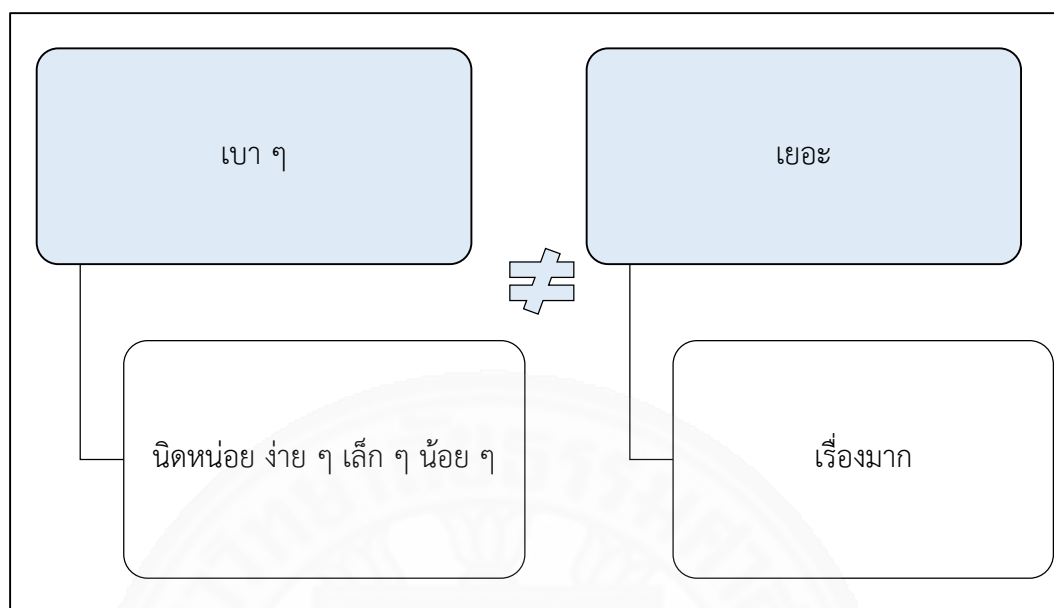 เบา ๆ
เยอะ
≠
นิดหน่อย ง่าย ๆ เล็ก ๆ น้อย ๆ
เรื่องมาก